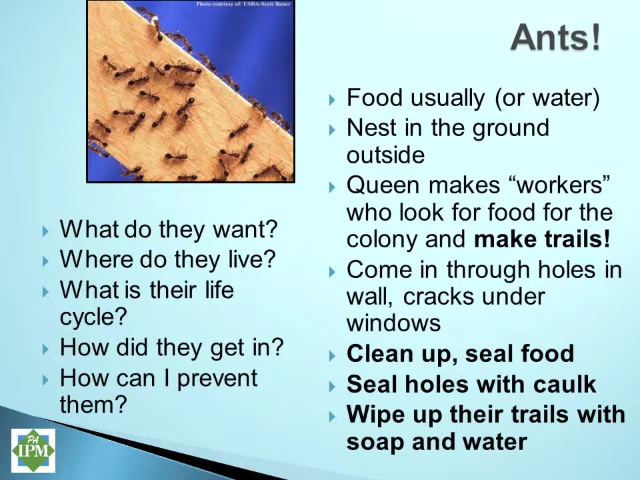 Photo courtesy of: USDA-Scott Bauer
Ants!
What do they want?
Where do they live?
What is their life
cycle?
How did they get in?
How can I prevent
them?
Food usually (or water)
Nest in the ground
outside
Queen makes “workers”
who look for food for the
colony and make trails!
Come in through holes in
wall, cracks under
windows
Clean up, seal food
Seal holes with caulk
Wipe up their trails with
soap and water
PA
IPM